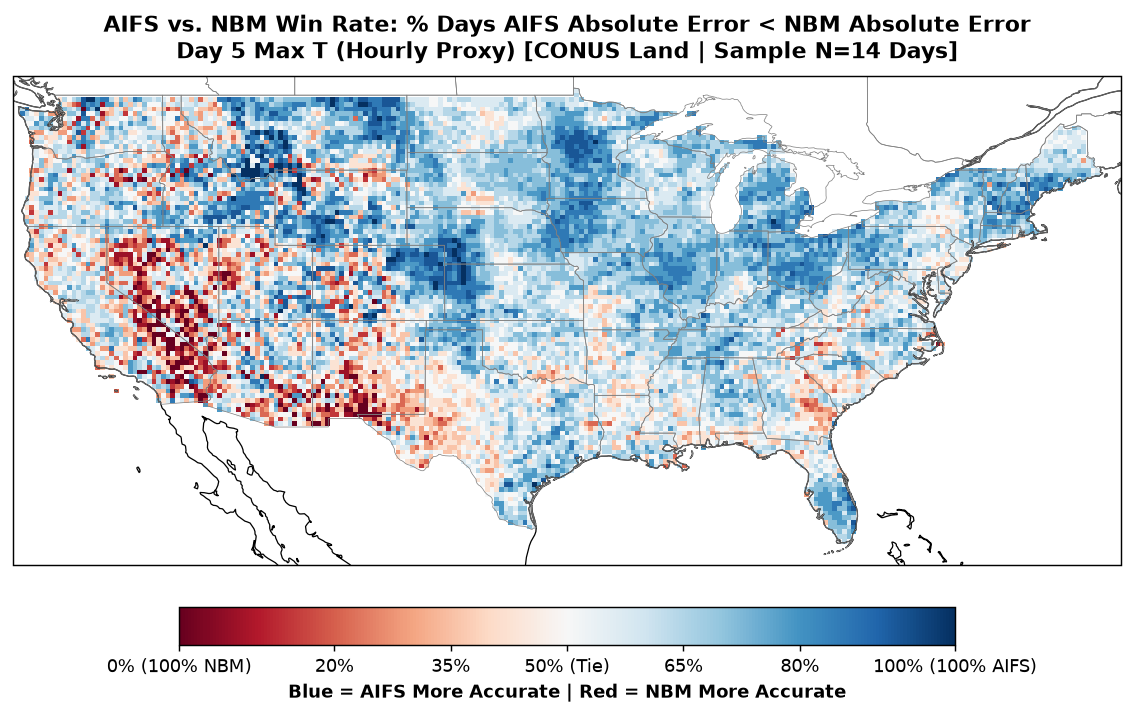 AIFS vs. NBM Win Rate: % Days AIFS Absolute Error < NBM Absolute Error
Day 5 Max T (Hourly Proxy) [CONUS Land | Sample N=14 Days]
0% (100% NBM) 20% 35% 50% (Tie) 65% 80% 100% (100% AIFS)
Blue = AIFS More Accurate | Red = NBM More Accurate